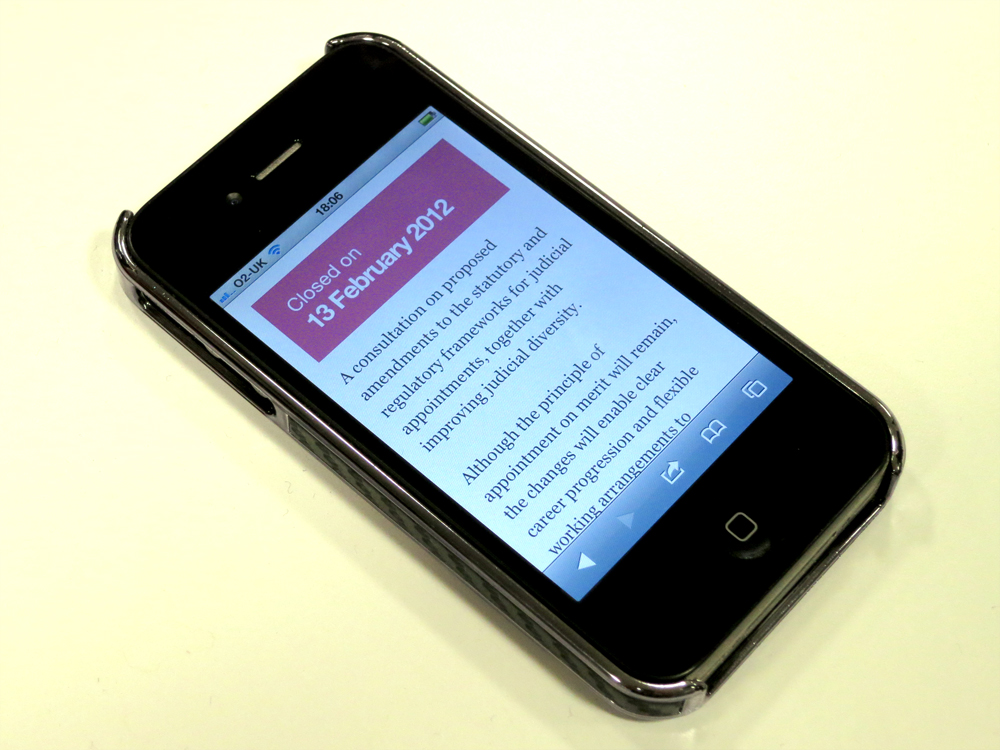 O2-UK 18:06
Closed on
13 February 2012
A consultation on proposed
amendments to the statutory and
regulatory frameworks for judicial
appointments, together with
improving judicial diversity.
Although the principle of
appointment on merit will remain,
the changes will enable clear
career progression and flexible
working arrangements to